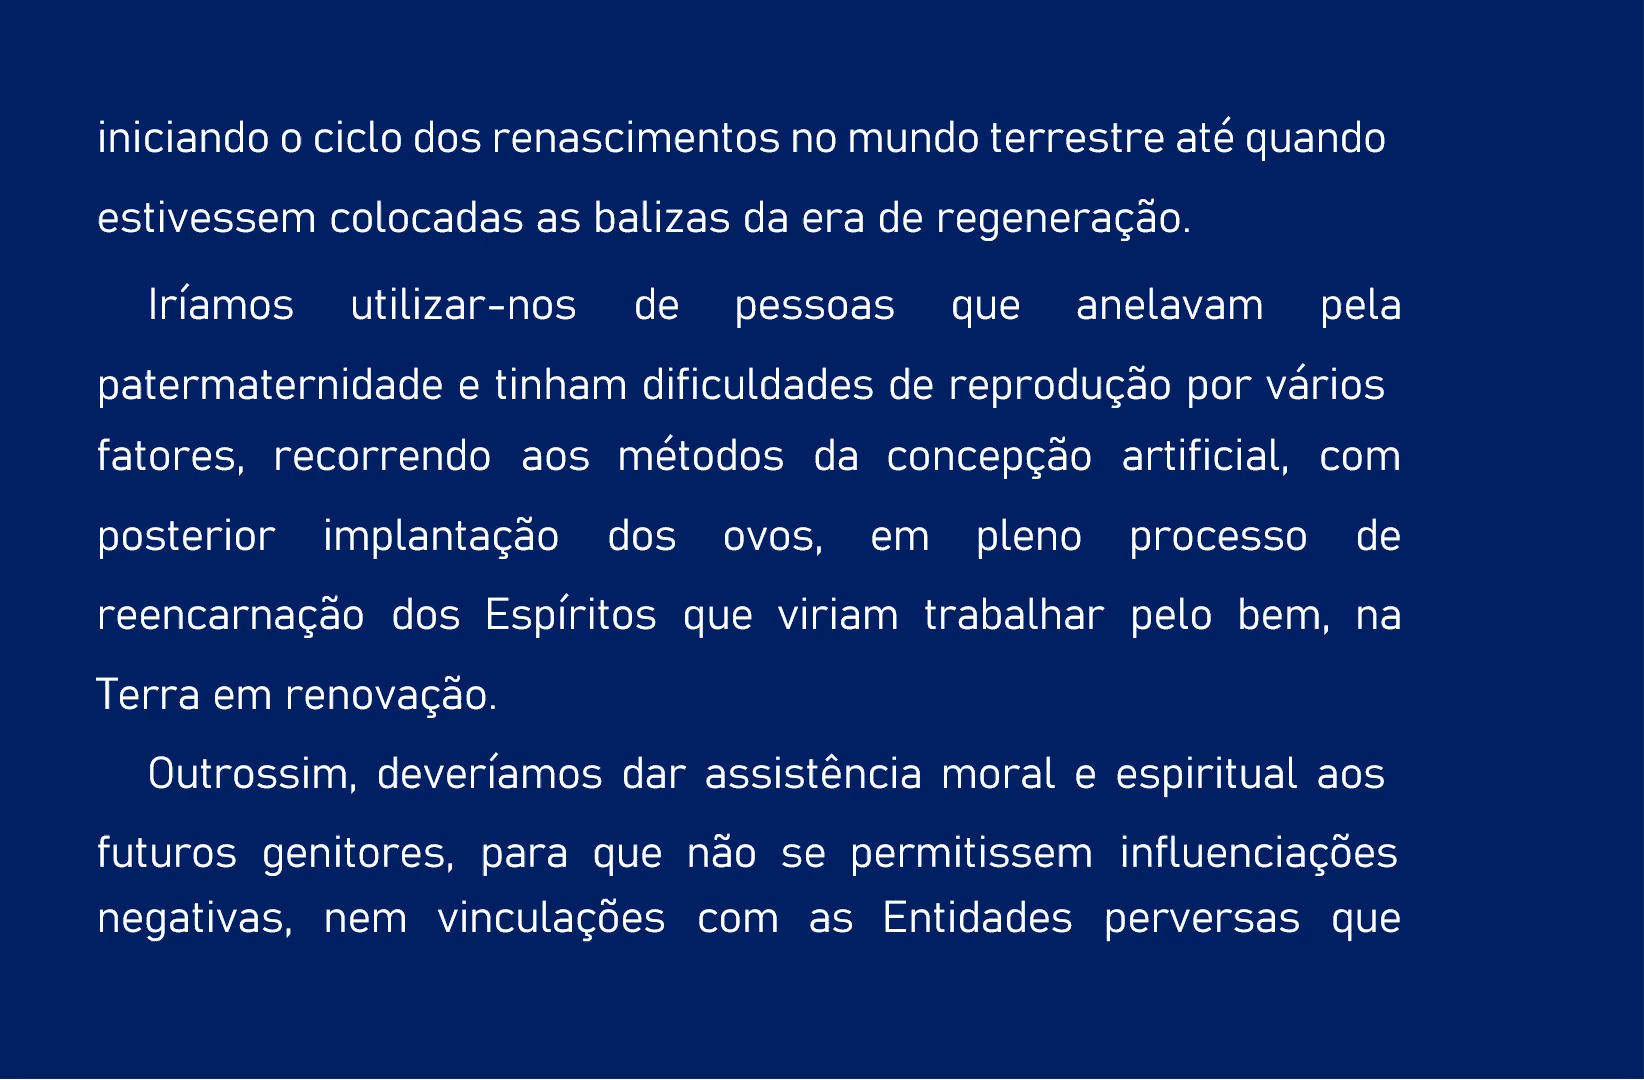 iniciando o ciclo dos renascimentos no mundo terrestre até quando
estivessem colocadas as balizas da era de regeneração.
Iríamos utilizar-nos de pessoas que anelavam pela
patermaternidade e tinham dificuldades de reprodução por vários
fatores, recorrendo aos métodos da concepção artificial, com
posterior implantação dos ovos, em pleno processo de
reencarnação dos Espíritos que viriam trabalhar pelo bem, na
Terra em renovação.
Outrossim, deveríamos dar assistência moral e espiritual aos
futuros genitores, para que não se permitissem influenciações
negativas, nem vinculações com as Entidades perversas que